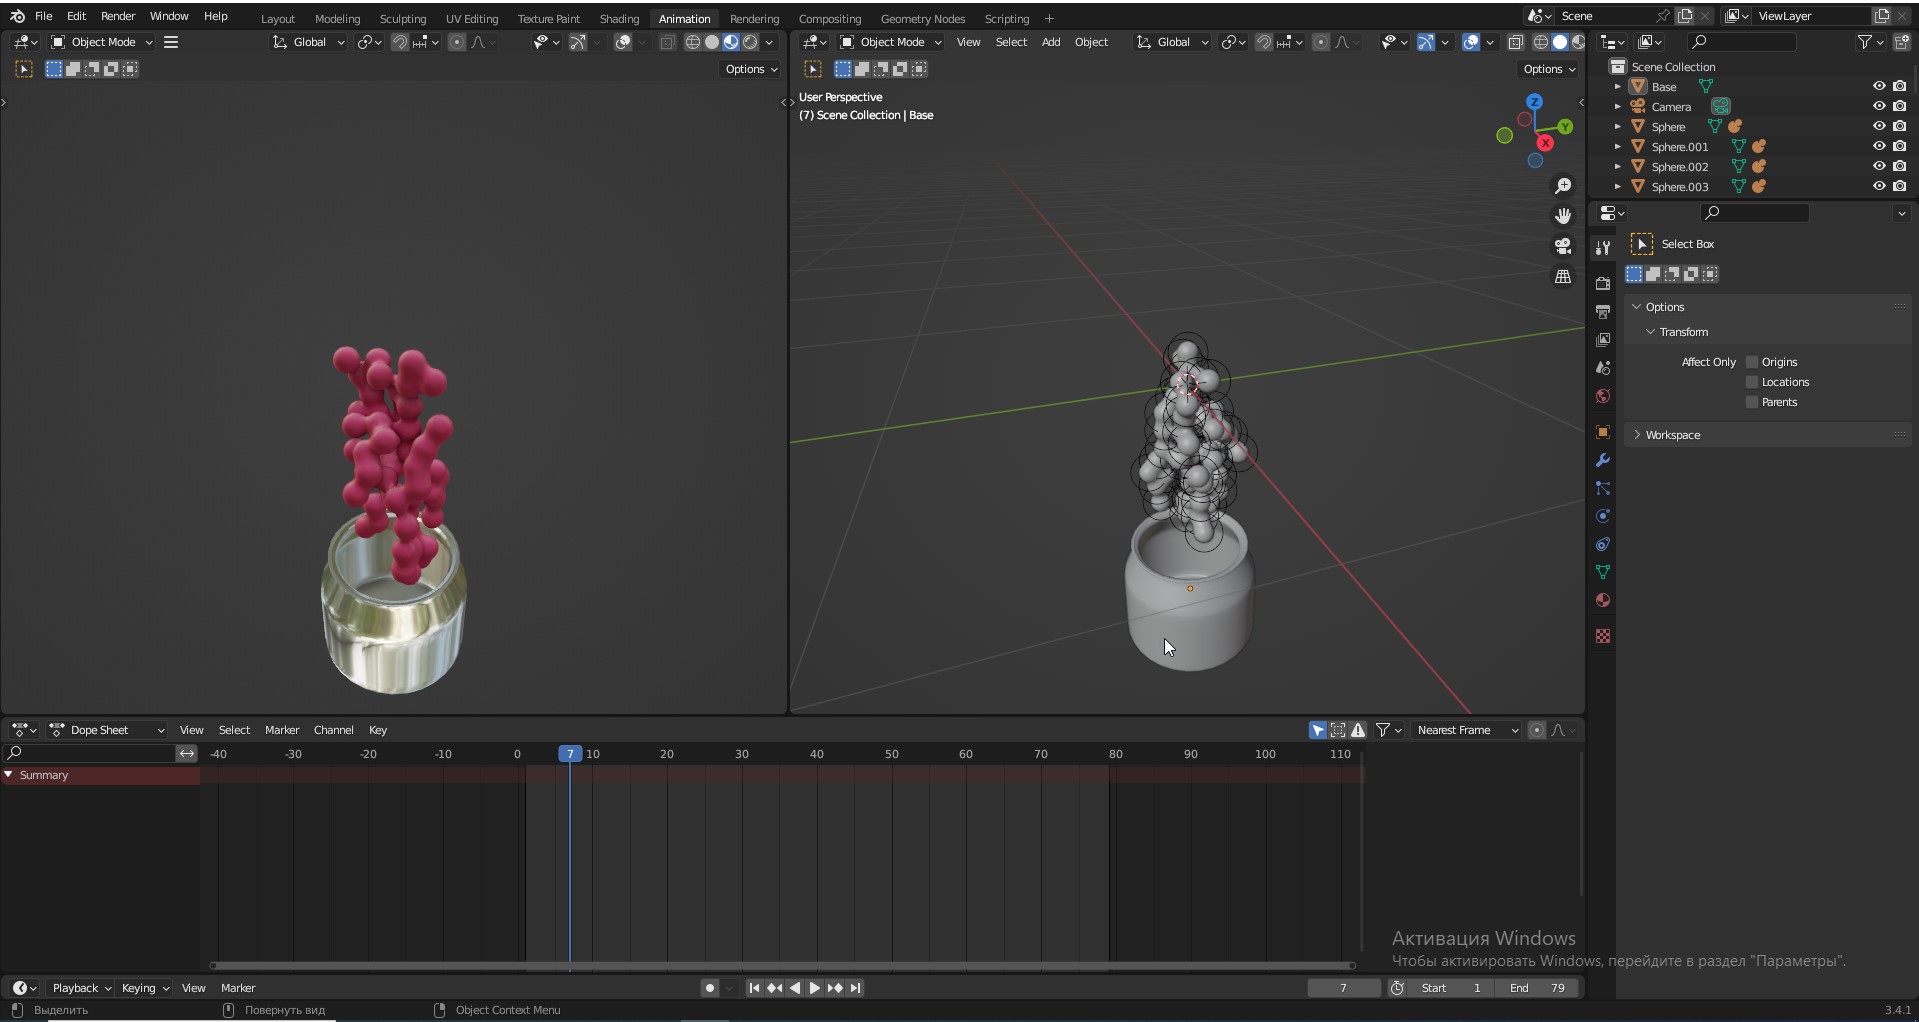 File Edit Render Window Help
Layout Modeling Sculpting UV Editing Texture Paint Shading Animation Rendering Compositing Geometry Nodes Scripting +
Scene
ViewLayer
Object Mode Global
Object Mode View Select Add Object Global
Options
Options
User Perspective
(7) Scene Collection | Base
Z
Y
X
Scene Collection
Base
Camera
Sphere
Sphere.001
Sphere.002
Sphere.003
Select Box
Options
Transform
Affect Only Origins
Locations
Parents
Workspace
Dope Sheet View Select Marker Channel Key
Nearest Frame
-40 -30 -20 -10 0 7 10 20 30 40 50 60 70 80 90 100 110
Summary
Активация Windows
Чтобы активировать Windows, перейдите в раздел "Параметры".
Playback Keying View Marker
7
Start 1 End 79
Выделить
Повернуть вид
Object Context Menu
3.4.1